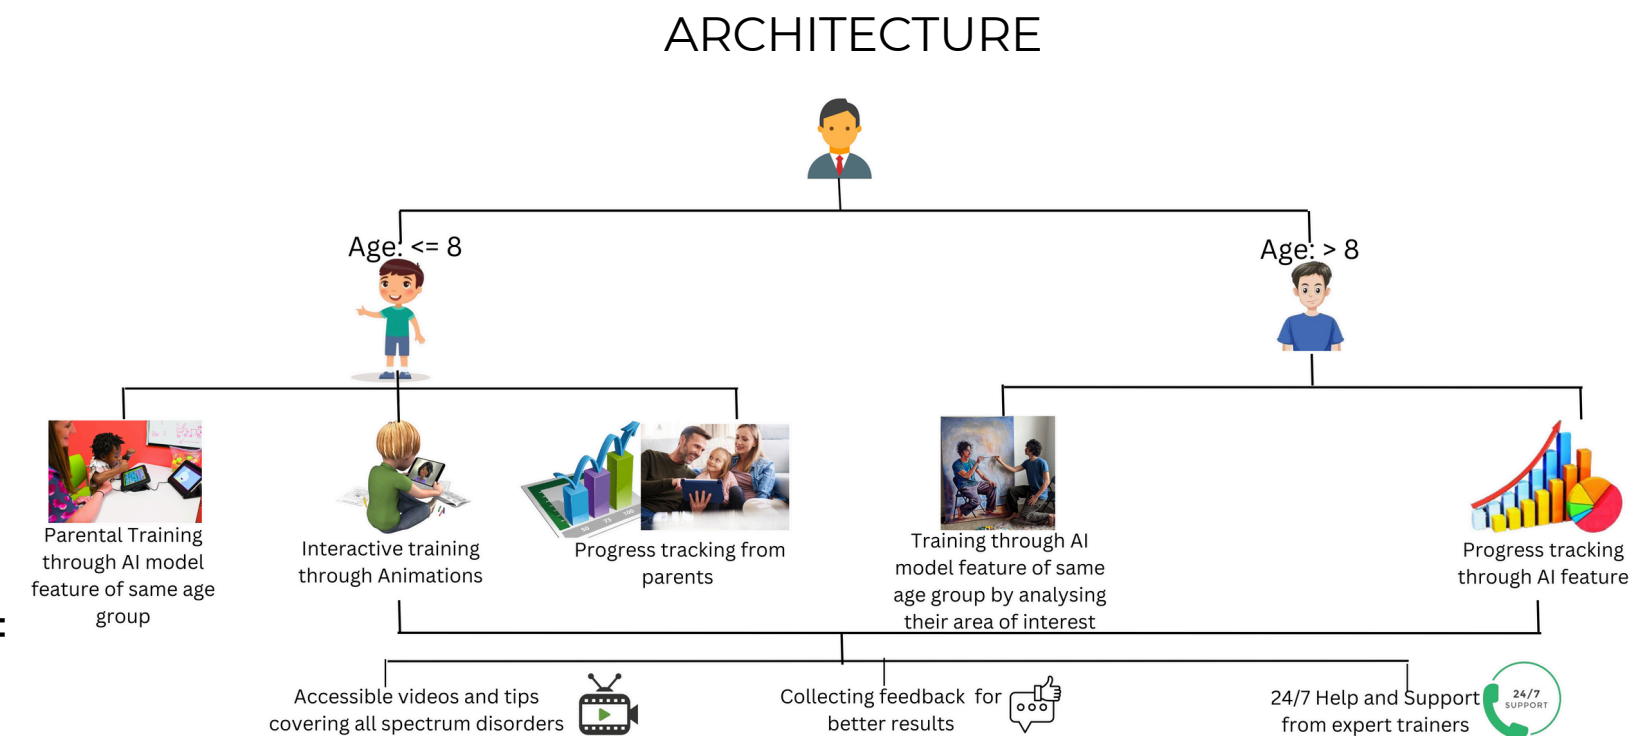 ARCHITECTURE
Age: <= 8
Age: > 8
Parental Training
through AI model
feature of same age
group
Interactive training
through Animations
50 75 100
Progress tracking from
parents
Training through AI
model feature of same
age group by analysing
their area of interest
Progress tracking
through AI feature
Accessible videos and tips
covering all spectrum disorders
Collecting feedback for
better results
24/7 Help and Support
from expert trainers
24/7
SUPPORT